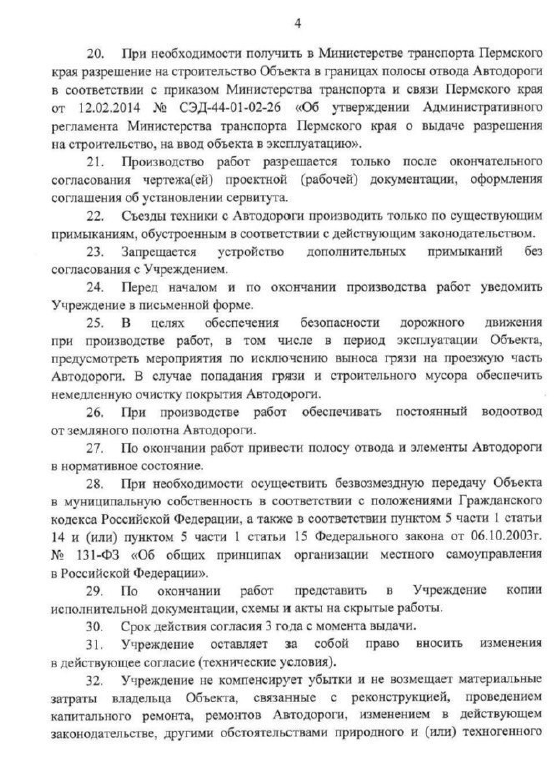 4
20. При необходимости получить в Министерстве транспорта Пермского
края разрешение на строительство Объекта в границах полосы отвода Автодороги
в соответствии с приказом Министерства транспорта и связи Пермского края
от 12.02.2014 № СЭД-44-01-02-26 «Об утверждении Административного
регламента Министерства транспорта Пермского края о выдаче разрешения
на строительство, на ввод объекта в эксплуатацию».
21. Производство работ разрешается только после окончательного
согласования чертежа(ей) проектной (рабочей) документации, оформления
соглашения об установлении сервитута.
22. Съезды техники с Автодороги производить только по существующим
примыканиям, обустроенным в соответствии с действующим законодательством.
23. Запрещается устройство дополнительных примыканий без
согласования с Учреждением.
24. Перед началом и по окончании производства работ уведомить
Учреждение в письменной форме.
25. В целях обеспечения безопасности дорожного движения
при производстве работ, в том числе в период эксплуатации Объекта,
предусмотреть мероприятия по исключению выноса грязи на проезжую часть
Автодороги. В случае попадания грязи и строительного мусора обеспечить
немедленную очистку покрытия Автодороги.
26. При производстве работ обеспечивать постоянный водоотвод
от земляного полотна Автодороги.
27. По окончании работ привести полосу отвода и элементы Автодороги
в нормативное состояние.
28. При необходимости осуществить безвозмездную передачу Объекта
в муниципальную собственность в соответствии с положениями Гражданского
кодекса Российской Федерации, а также в соответствии пунктом 5 части 1 статьи
14 и (или) пунктом 5 части 1 статьи 15 Федерального закона от 06.10.2003г.
№ 131-ФЗ «Об общих принципах организации местного самоуправления
в Российской Федерации».
29. По окончании работ представить в Учреждение копии
исполнительной документации, схемы и акты на скрытые работы.
30. Срок действия согласия 3 года с момента выдачи.
31. Учреждение оставляет за собой право вносить изменения
в действующее согласие (технические условия).
32. Учреждение не компенсирует убытки и не возмещает материальные
затраты владельца Объекта, связанные с реконструкцией, проведением
капитального ремонта, ремонтов Автодороги, изменением в действующем
законодательстве, другими обстоятельствами природного и (или) техногенного